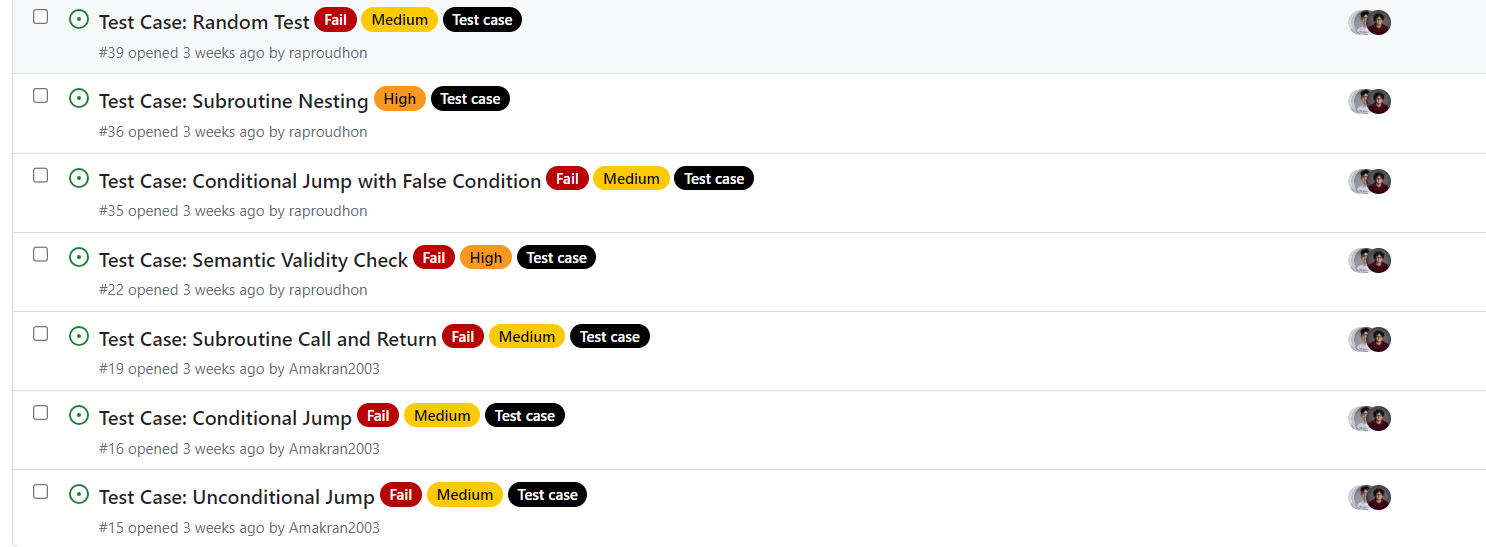 Test Case: Random Test Fail Medium Test case
#39 opened 3 weeks ago by raproudhon
Test Case: Subroutine Nesting High Test case
#36 opened 3 weeks ago by raproudhon
Test Case: Conditional Jump with False Condition Fail Medium Test case
#35 opened 3 weeks ago by raproudhon
Test Case: Semantic Validity Check Fail High Test case
#22 opened 3 weeks ago by raproudhon
Test Case: Subroutine Call and Return Fail Medium Test case
#19 opened 3 weeks ago by Amakran2003
Test Case: Conditional Jump Fail Medium Test case
#16 opened 3 weeks ago by Amakran2003
Test Case: Unconditional Jump Fail Medium Test case
#15 opened 3 weeks ago by Amakran2003